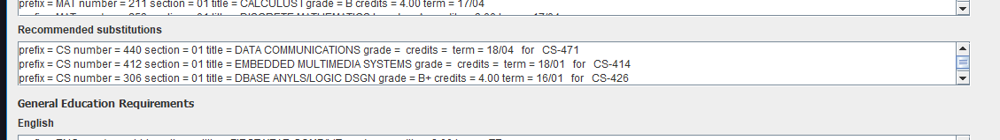 prefix = MAT number = 211 section = 01 title = CALCULUS I grade = B credits = 4.00 term = 17/04
Recommended substitutions
prefix = CS number = 440 section = 01 title = DATA COMMUNICATIONS grade = credits = term = 18/04 for CS-471
prefix = CS number = 412 section = 01 title = EMBEDDED MULTIMEDIA SYSTEMS grade = credits = term = 18/01 for CS-414
prefix = CS number = 306 section = 01 title = DBASE ANYLS/LOGIC DSGN grade = B+ credits = 4.00 term = 16/01 for CS-426
General Education Requirements
English